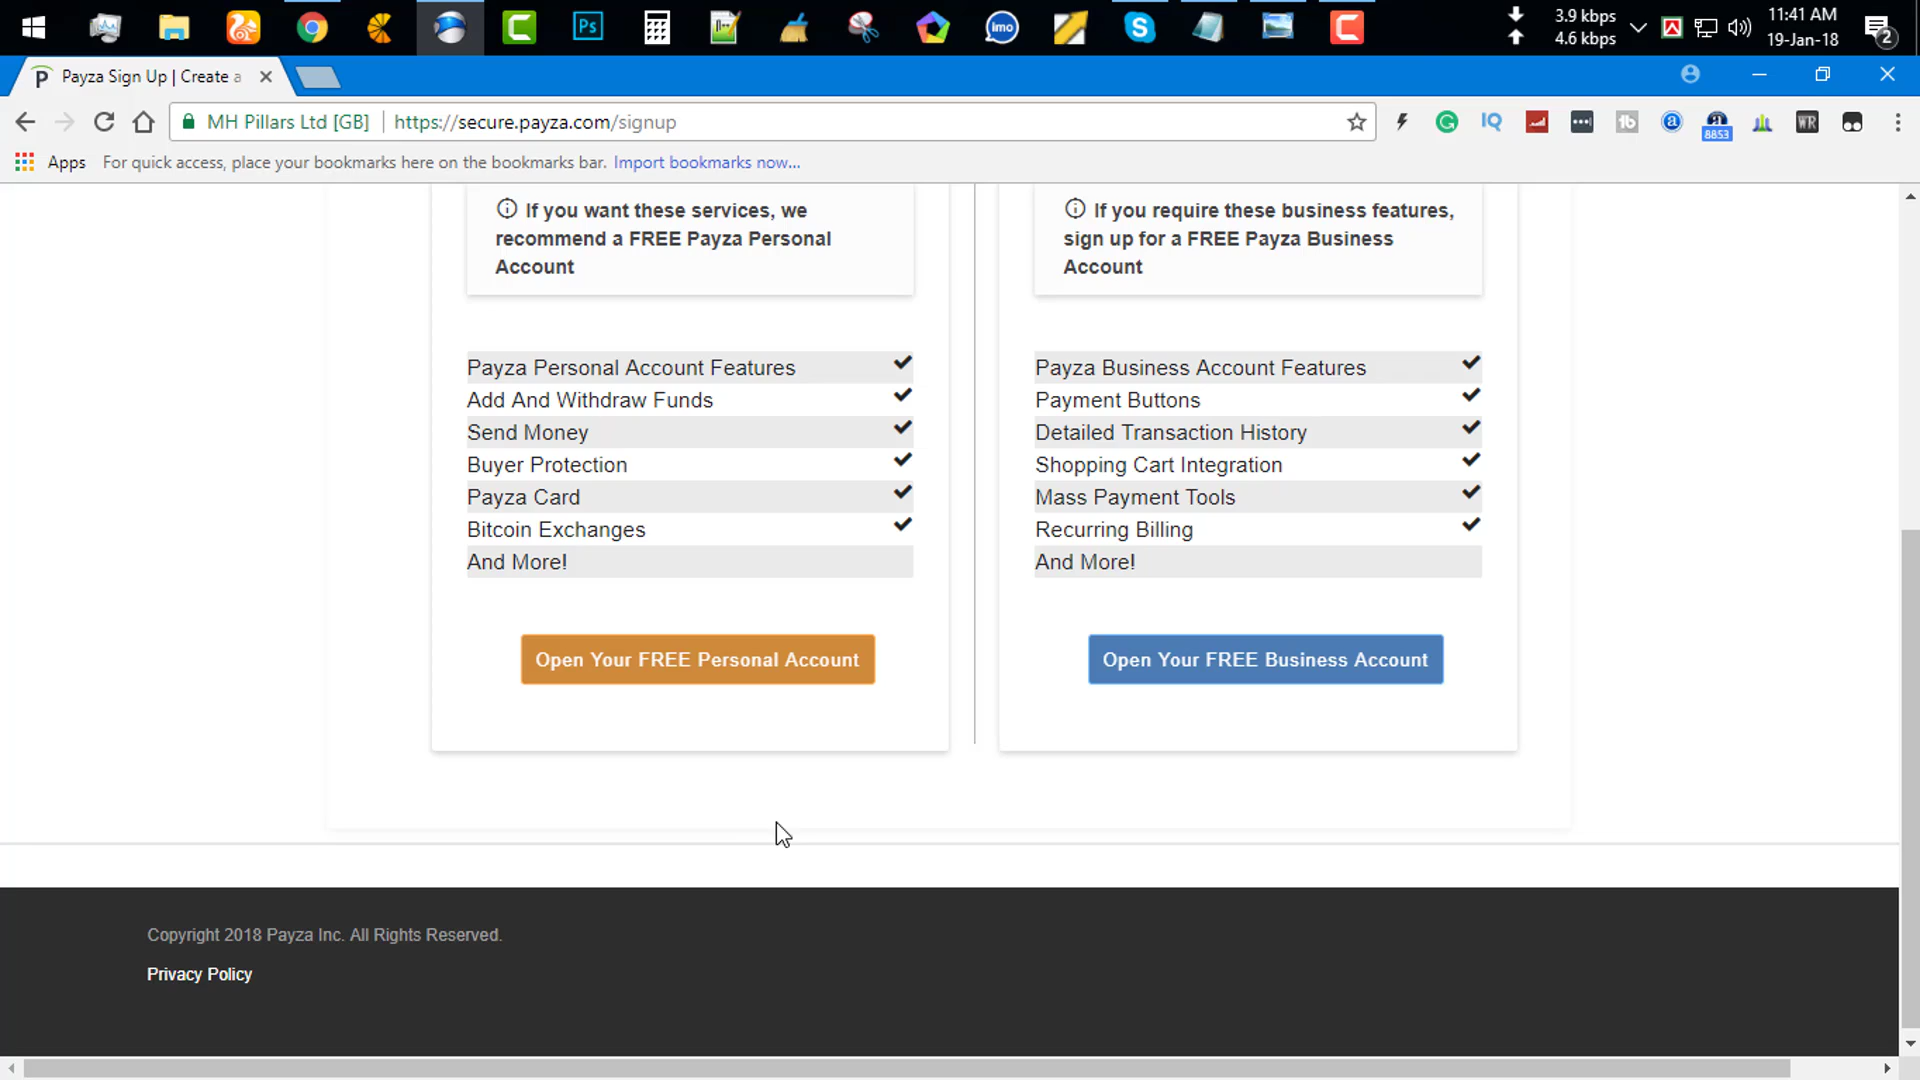 3.9 kbps
4.6 kbps
11:41 AM
19-Jan-18
2
Ps
imo
Payza Sign Up | Create a
MH Pillars Ltd [GB]
https://secure.payza.com/signup
IQ
8853
WR
Apps
For quick access, place your bookmarks here on the bookmarks bar. Import bookmarks now...
If you want these services, we
recommend a FREE Payza Personal
Account
If you require these business features,
sign up for a FREE Payza Business
Account
Payza Personal Account Features
Add And Withdraw Funds
Send Money
Buyer Protection
Payza Card
Bitcoin Exchanges
And More!
Open Your FREE Personal Account
Payza Business Account Features
Payment Buttons
Detailed Transaction History
Shopping Cart Integration
Mass Payment Tools
Recurring Billing
And More!
Open Your FREE Business Account
Copyright 2018 Payza Inc. All Rights Reserved.
Privacy Policy